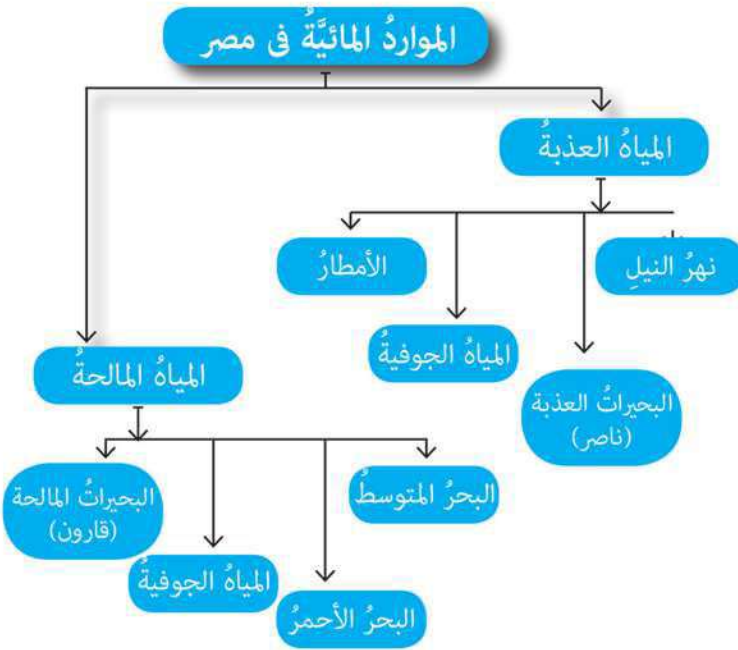 المواردُ المائيَّةُ فى مصر
المياهُ العذبةُ
نهرُ النيلِ
البحيراتُ العذبة
(ناصر)
المياهُ الجوفيةُ
الأمطارُ
المياهُ المالحةُ
البحرُ المتوسطُ
البحرُ الأحمرُ
المياهُ الجوفيةُ
البحيراتُ المالحة
(قارون)